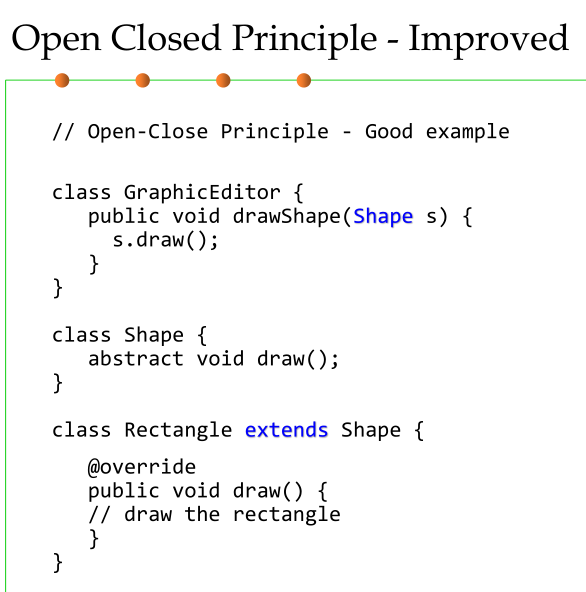 Open Closed Principle - Improved
// Open-Close Principle - Good example
class GraphicEditor {
   public void drawShape(Shape s) {
     s.draw();
   }
}
class Shape {
   abstract void draw();
}
class Rectangle extends Shape {
   @override
   public void draw() {
   // draw the rectangle
   }
}